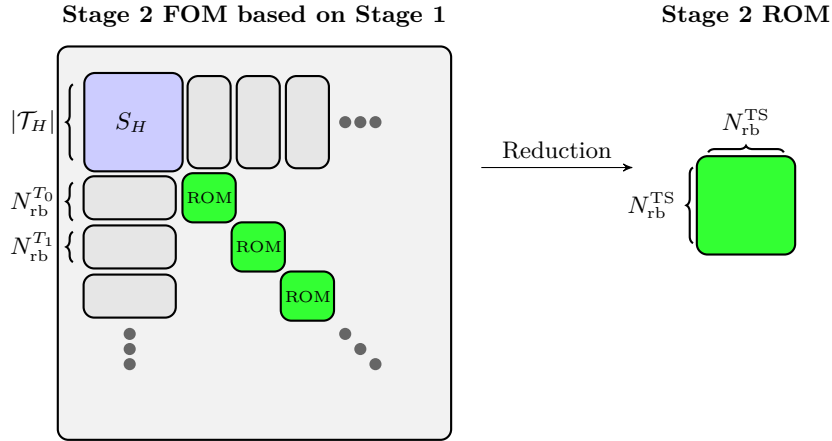 Stage 2 FOM based on Stage 1
Stage 2 ROM
|𝒯_H|
S_H
N_rb^{T_0}
ROM
N_rb^{T_1}
ROM
ROM
Reduction
N_rb^{TS}
N_rb^{TS}